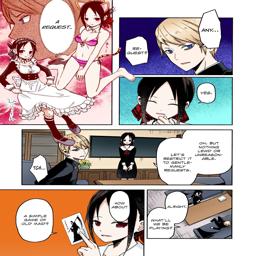 ANY...
RE-
QUEST?
A
REQUEST.
YES.
OH, BUT
NOTHING
LEWD OR
UNREASON-
ABLE.
LET'S
RESTRICT IT
TO GENTLE-
MANLY
REQUESTS.
TSK...
ALRIGHT.
WHAT'LL
WE BE
PLAYING?
HOW
ABOUT
A SIMPLE
GAME OF
OLD MAID?